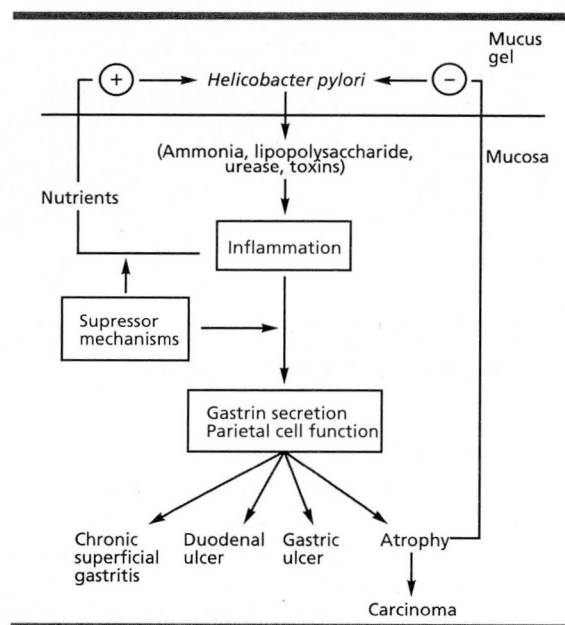 Mucus
gel
+
Helicobacter pylori
−
(Ammonia, lipopolysaccharide,
urease, toxins)
Mucosa
Nutrients
Inflammation
Supressor
mechanisms
Gastrin secretion
Parietal cell function
Chronic
superficial
gastritis
Duodenal
ulcer
Gastric
ulcer
Atrophy
Carcinoma